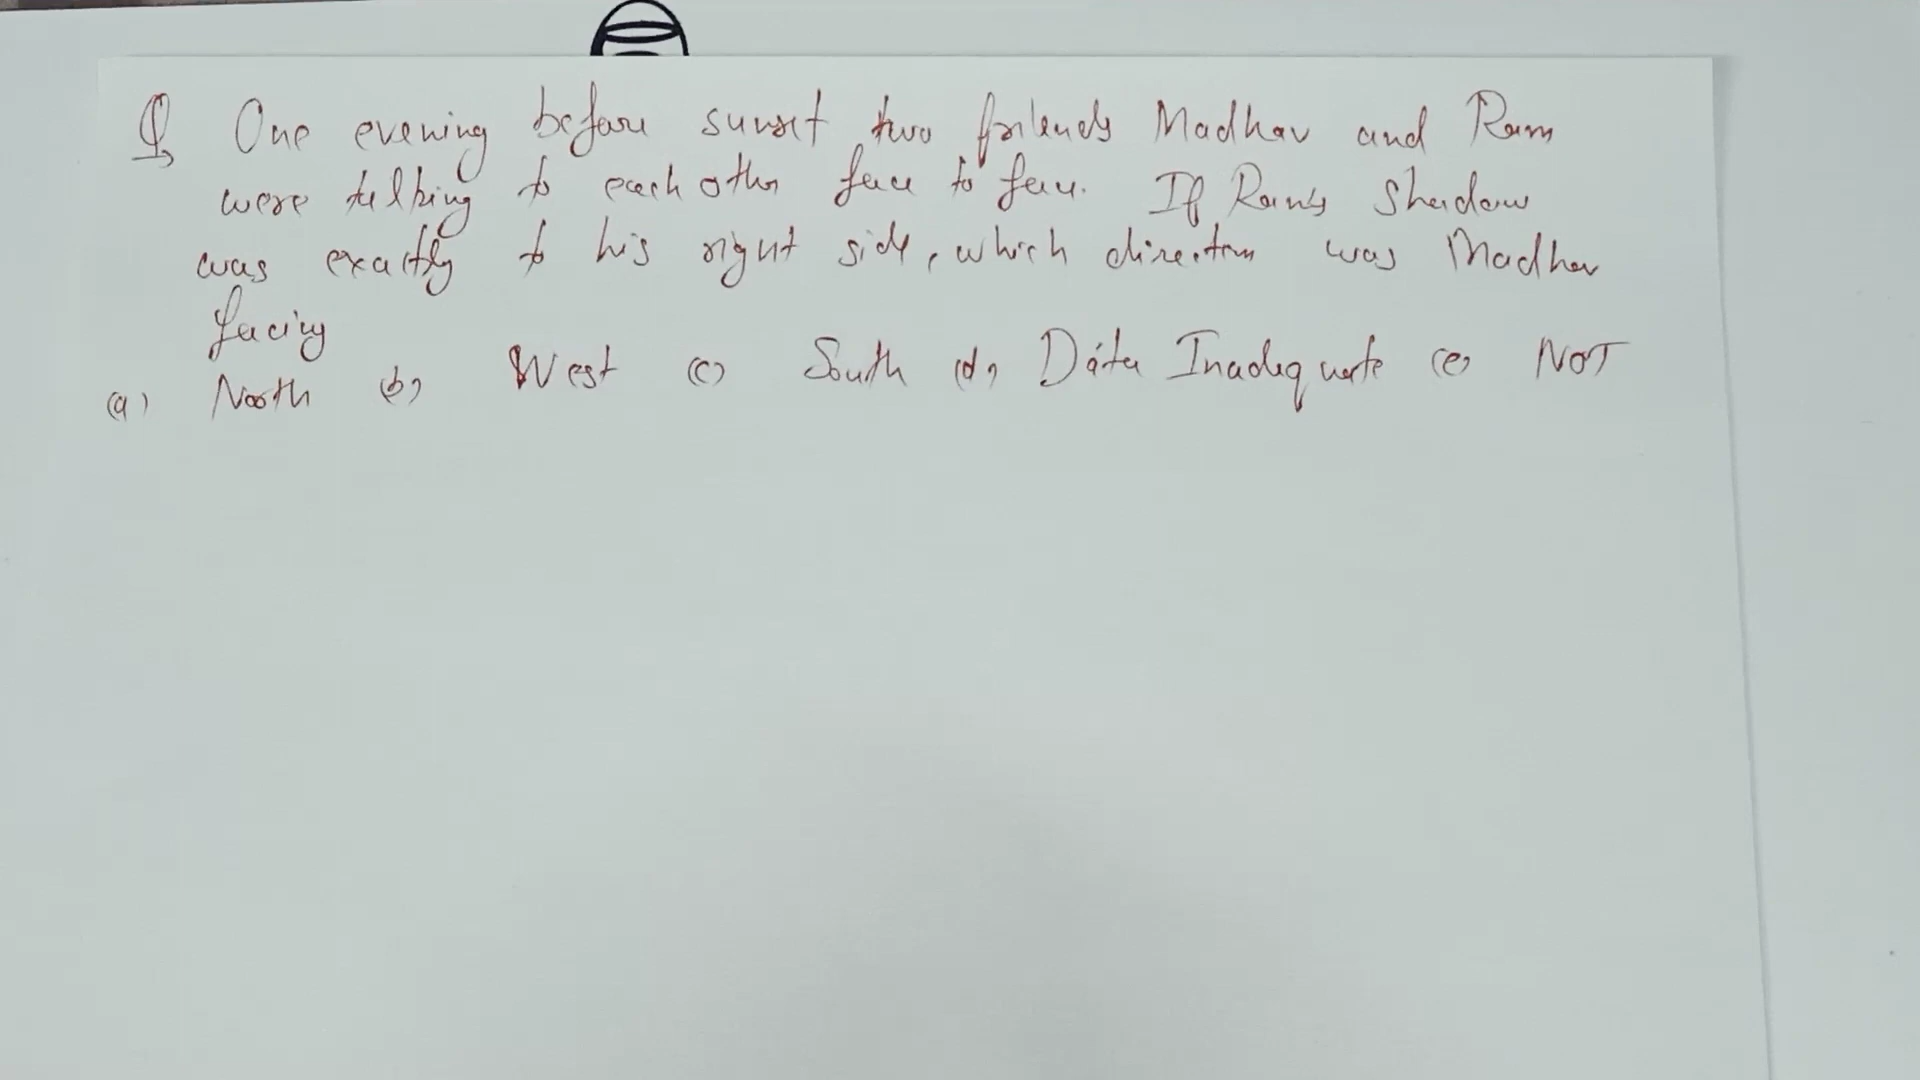 Q, One evening before sunset two friends Madhav and Ram
were talking to each other face to face. If Ram's shadow
was exactly to his right side, which direction was Madhav
facing
(a) North (b) West (c) South (d) Data Inadequate (e) NOT